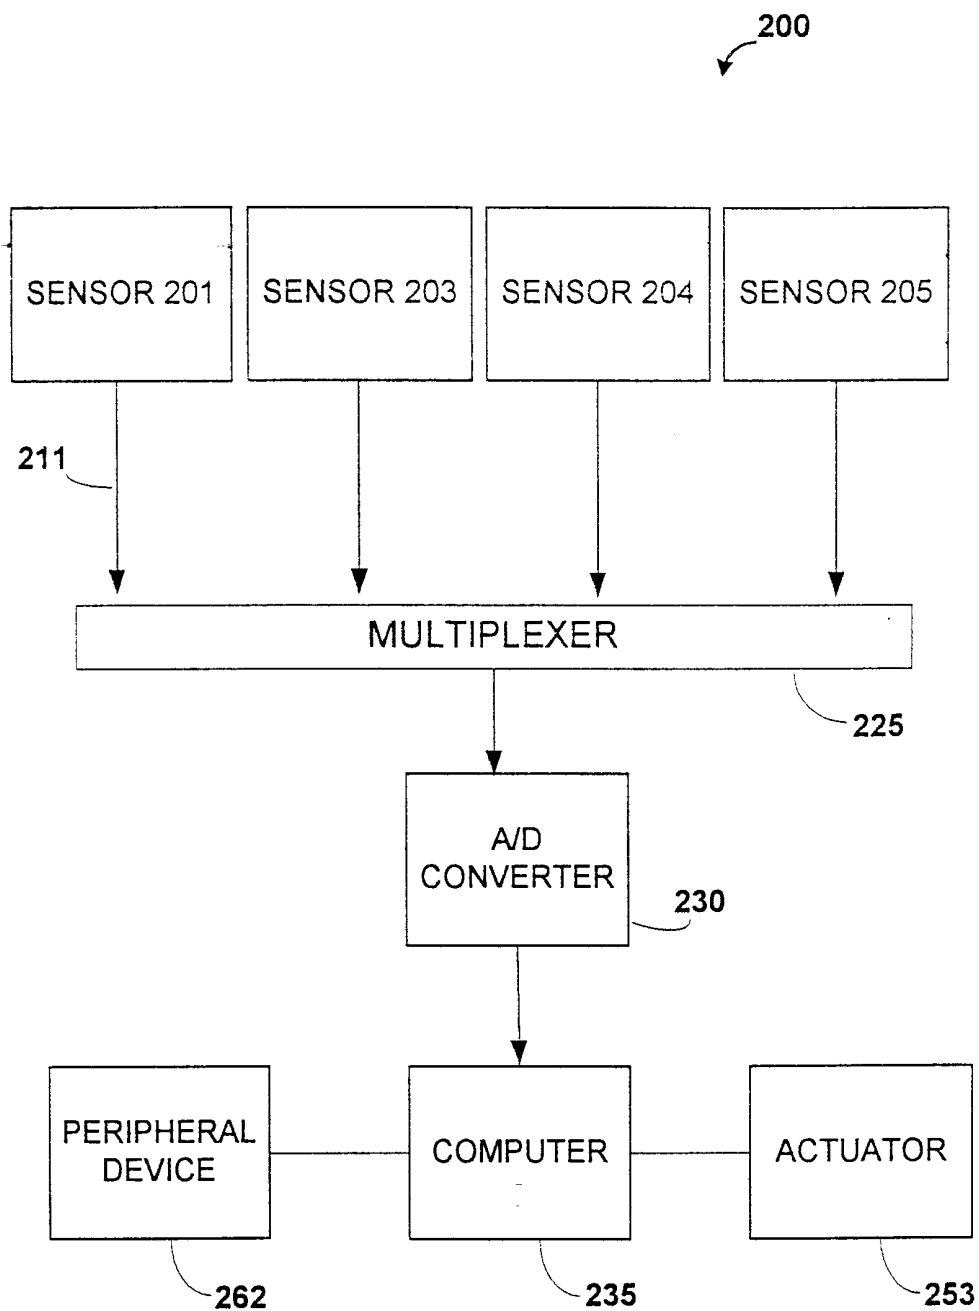 200
SENSOR 201
SENSOR 203
SENSOR 204
SENSOR 205
211
MULTIPLEXER
225
A/D
CONVERTER
230
PERIPHERAL
DEVICE
COMPUTER
ACTUATOR
262
235
253